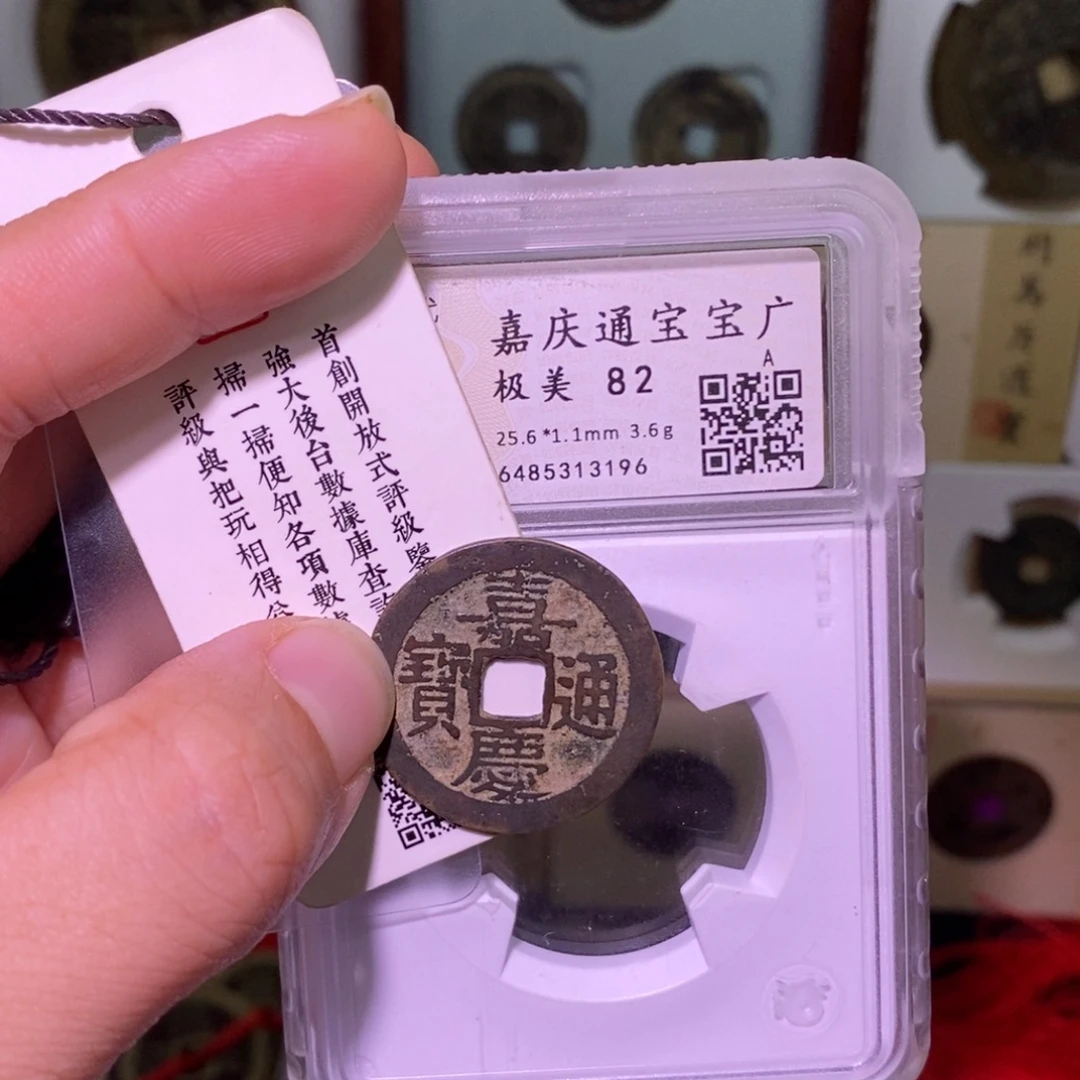 嘉庆通宝宝广
A
极美 82
25.6*1.1mm 3.6g
6485313196
首創開放式評級鑒
強大後台數據庫查詢
掃一掃便知各項數據
評級與把玩相得
嘉慶通寶